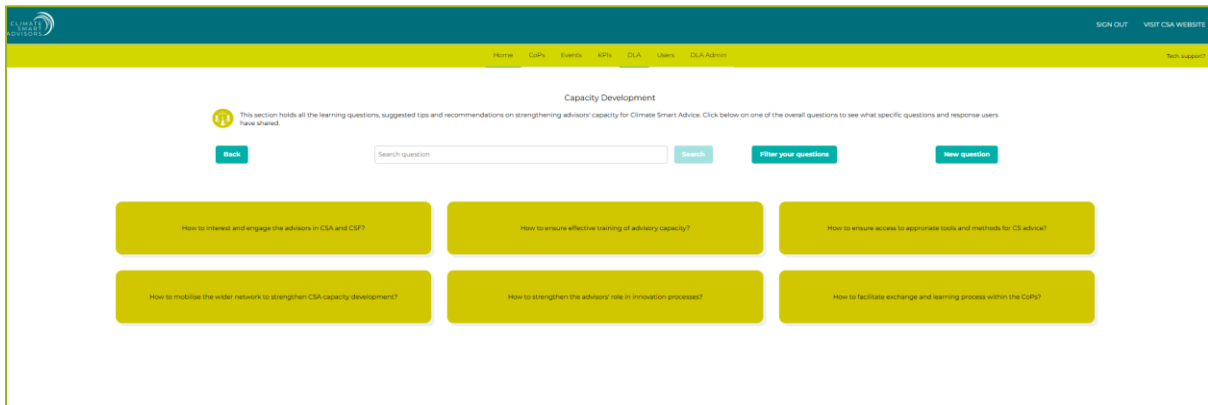 CLIMATE
SMART
ADVISORS
SIGN OUT VISIT CSA WEBSITE
Home CoPs Events KPIs DLA Users DLA Admin
Tech support?
Capacity Development
This section holds all the learning questions, suggested tips and recommendations on strengthening advisors' capacity for Climate Smart Advice. Click below on one of the overall questions to see what specific questions and response users
have shared.
Back Search question Search Filter your questions New question
How to interest and engage the advisors in CSA and CSF? How to ensure effective training of advisory capacity? How to ensure access to approriate tools and methods for CS advice?
How to mobilise the wider network to strengthen CSA capacity development? How to strengthen the advisors' role in innovation processes? How to facilitate exchange and learning process within the CoPs?